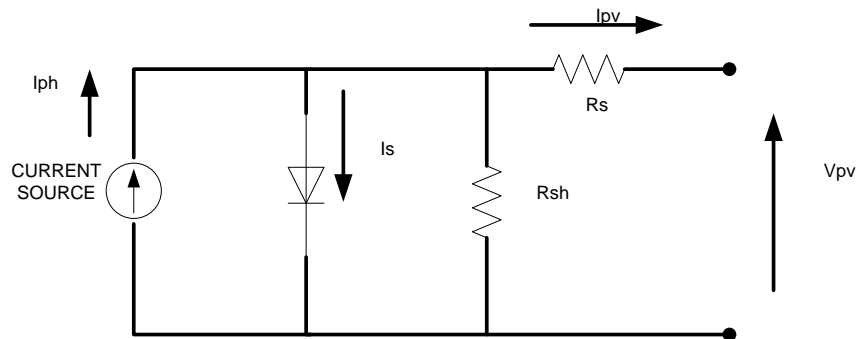 Ipv
Iph
Rs
Is
CURRENT
SOURCE
Rsh
Vpv